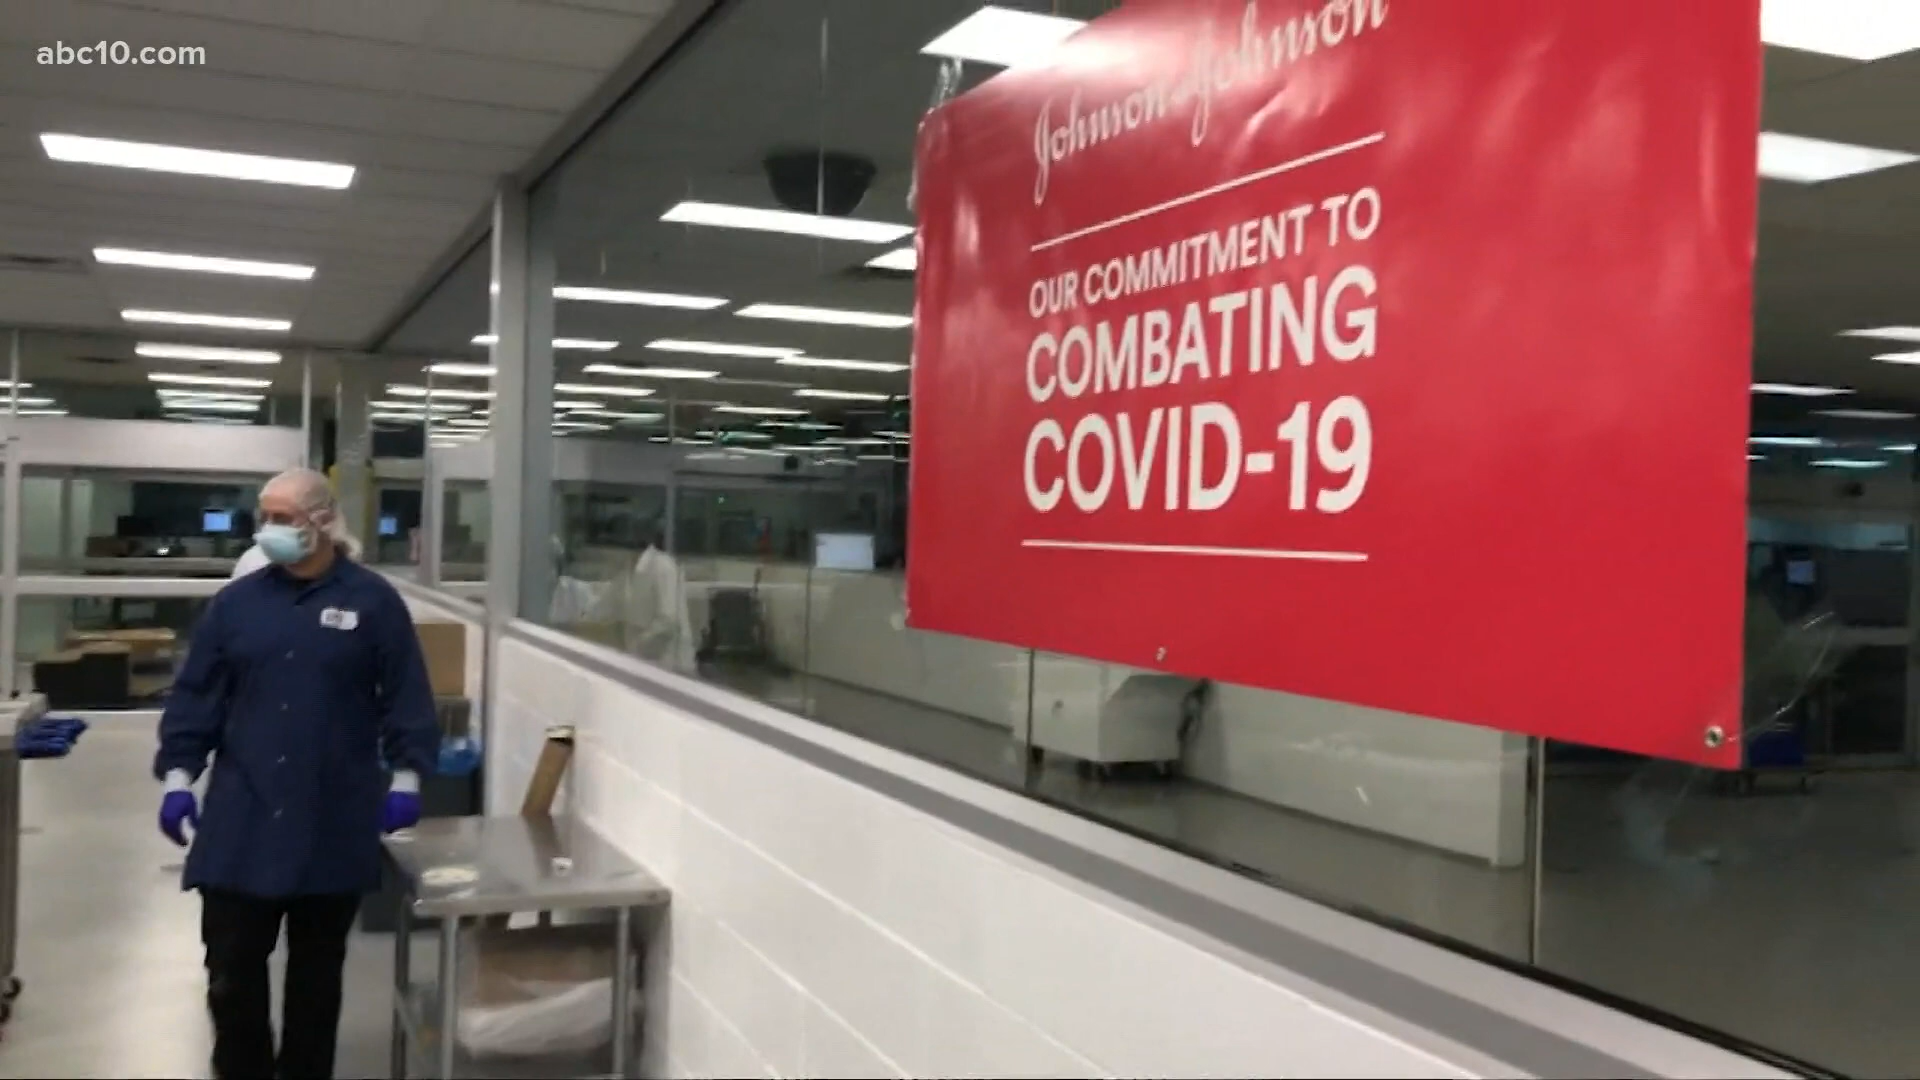 abc10.com
Johnson & Johnson
OUR COMMITMENT TO
COMBATING
COVID-19